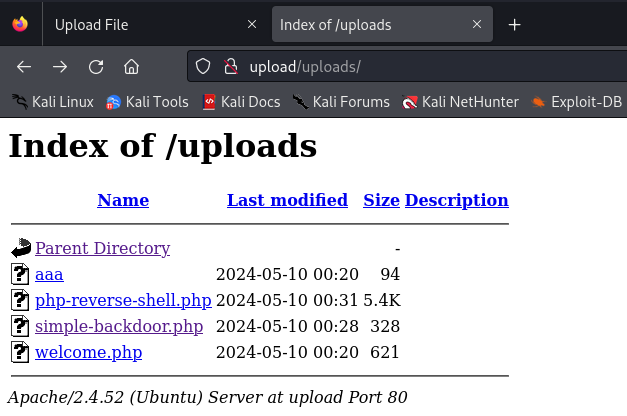 Upload File
Index of /uploads
upload/uploads/
Kali Linux Kali Tools Kali Docs Kali Forums Kali NetHunter Exploit-DB
Index of /uploads
Name Last modified Size Description
Parent Directory -
aaa 2024-05-10 00:20 94
php-reverse-shell.php 2024-05-10 00:31 5.4K
simple-backdoor.php 2024-05-10 00:28 328
welcome.php 2024-05-10 00:20 621
Apache/2.4.52 (Ubuntu) Server at upload Port 80